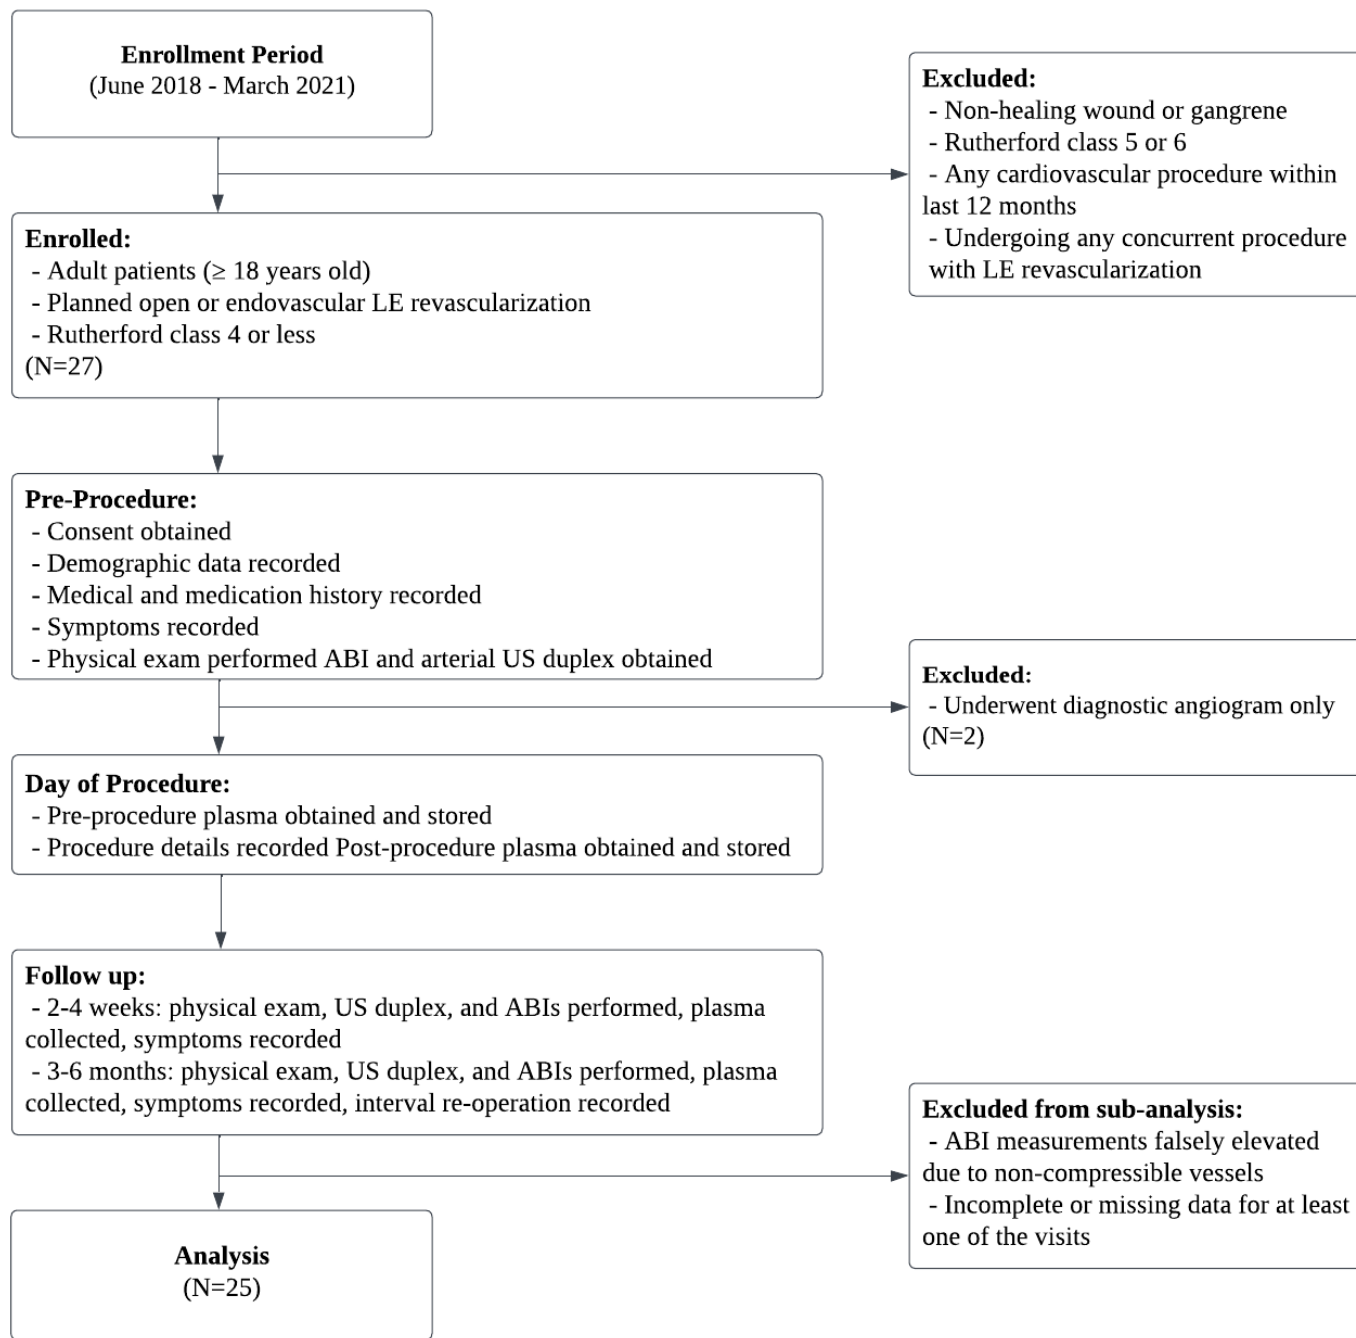 Enrollment Period
(June 2018 - March 2021)
Excluded:
- Non-healing wound or gangrene
- Rutherford class 5 or 6
- Any cardiovascular procedure within
last 12 months
- Undergoing any concurrent procedure
with LE revascularization
Enrolled:
- Adult patients (≥ 18 years old)
- Planned open or endovascular LE revascularization
- Rutherford class 4 or less
(N=27)
Pre-Procedure:
- Consent obtained
- Demographic data recorded
- Medical and medication history recorded
- Symptoms recorded
- Physical exam performed ABI and arterial US duplex obtained
Excluded:
- Underwent diagnostic angiogram only
(N=2)
Day of Procedure:
- Pre-procedure plasma obtained and stored
- Procedure details recorded Post-procedure plasma obtained and stored
Follow up:
- 2-4 weeks: physical exam, US duplex, and ABIs performed, plasma
collected, symptoms recorded
- 3-6 months: physical exam, US duplex, and ABIs performed, plasma
collected, symptoms recorded, interval re-operation recorded
Excluded from sub-analysis:
- ABI measurements falsely elevated
due to non-compressible vessels
- Incomplete or missing data for at least
one of the visits
Analysis
(N=25)